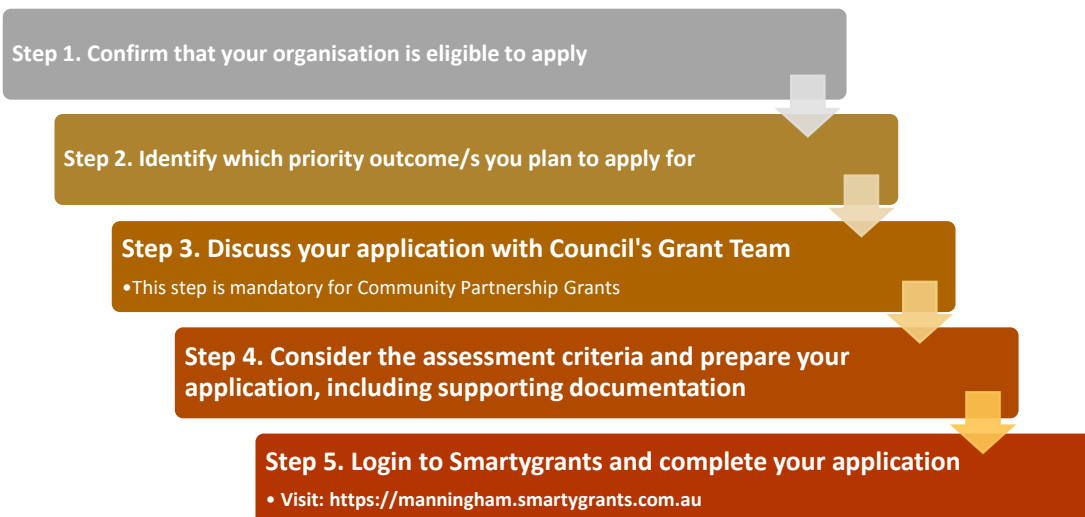 Step 1. Confirm that your organisation is eligible to apply
Step 2. Identify which priority outcome/s you plan to apply for
Step 3. Discuss your application with Council's Grant Team
•This step is mandatory for Community Partnership Grants
Step 4. Consider the assessment criteria and prepare your
application, including supporting documentation
Step 5. Login to Smartygrants and complete your application
• Visit: https://manningham.smartygrants.com.au